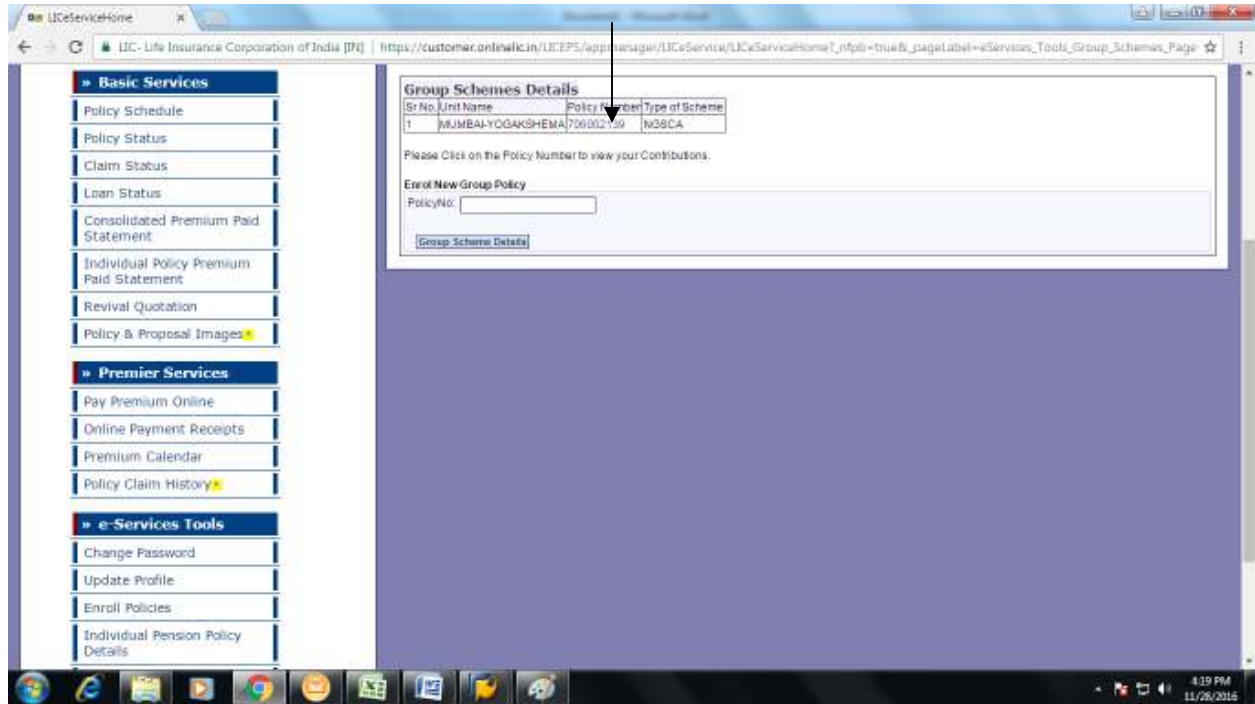 LICeServiceHome
LIC- Life Insurance Corporation of India [IN] https://customer.onlinelic.in/LICEPS/appmanager/LICeService/LICeServiceHome?_nfpb=true&_pageLabel=eServices_Tools_Group_Schemes_Page
» Basic Services
Policy Schedule
Policy Status
Claim Status
Loan Status
Consolidated Premium Paid
Statement
Individual Policy Premium
Paid Statement
Revival Quotation
Policy & Proposal Images*
» Premier Services
Pay Premium Online
Online Payment Receipts
Premium Calendar
Policy Claim History*
» e-Services Tools
Change Password
Update Profile
Enroll Policies
Individual Pension Policy
Details
Group Schemes Details
Sr No. Unit Name Policy Number Type of Scheme
1 MUMBAI-YOGAKSHEMA NGSCA
Please Click on the Policy Number to view your Contributions.
Enrol New Group Policy
PolicyNo:
Group Scheme Details
4:19 PM
11/28/2016